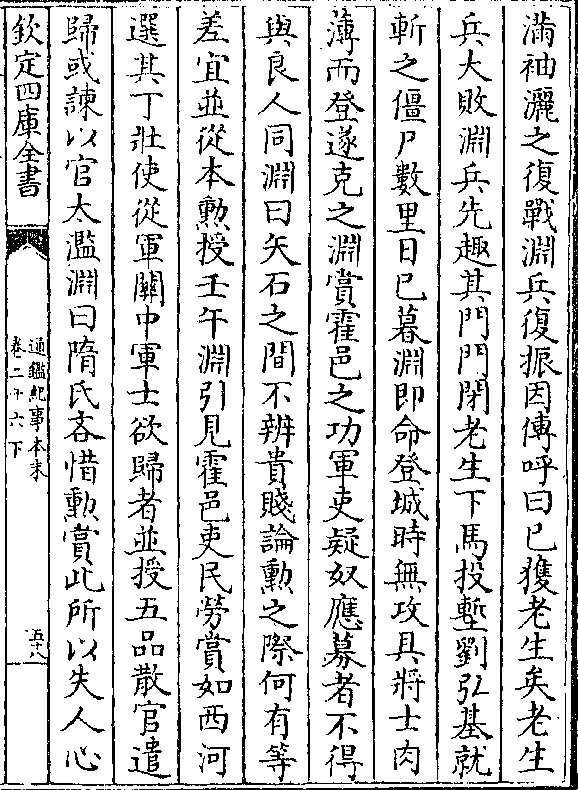 滿袖灑之復戰淵兵復振因傳呼曰已獲老生矣老生
兵大敗淵兵先趣其門門閉老生下馬投塹劉弘基就
斬之僵尸數里日已暮淵即命登城時無攻具將士肉
薄而登遂克之淵賞霍邑之功軍吏疑奴應募者不得
與良人同淵曰矢石之間不辨貴賤論勲之際何有等
差宜並從本勲授壬午淵引見霍邑吏民勞賞如西河
選其丁壯使從軍關中軍士欲歸者並授五品散官遣
歸或諫以官太濫淵曰隋氏吝惜勲賞此所以失人心
欽定四庫全書
通鑑紀事本末
卷二十六下
五十八